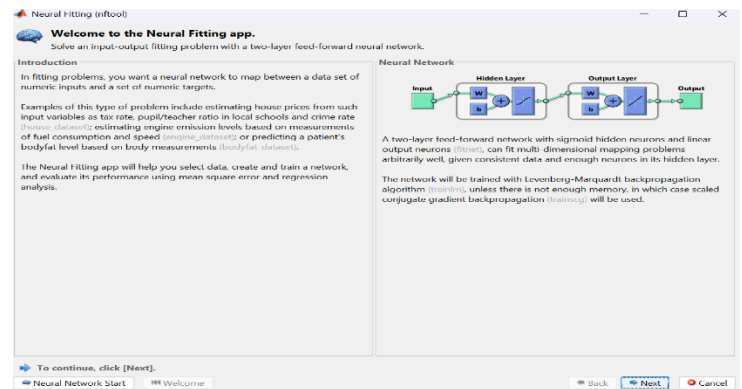 Neural Fitting (nftool)
Welcome to the Neural Fitting app.
Solve an input-output fitting problem with a two-layer feed-forward neural network.
Introduction
In fitting problems, you want a neural network to map between a data set of
numeric inputs and a set of numeric targets.
Examples of this type of problem include estimating house prices from such
input variables as tax rate, pupil/teacher ratio in local schools and crime rate
(house_dataset); estimating engine emission levels based on measurements
of fuel consumption and speed (engine_dataset); or predicting a patient's
bodyfat level based on body measurements (bodyfat_dataset).
The Neural Fitting app will help you select data, create and train a network,
and evaluate its performance using mean square error and regression
analysis.
Neural Network
Hidden Layer
Output Layer
Input
Output
W
b
+
W
b
+
A two-layer feed-forward network with sigmoid hidden neurons and linear
output neurons (fitnet), can fit multi-dimensional mapping problems
arbitrarily well, given consistent data and enough neurons in its hidden layer.
The network will be trained with Levenberg-Marquardt backpropagation
algorithm (trainlm), unless there is not enough memory, in which case scaled
conjugate gradient backpropagation (trainscg) will be used.
To continue, click [Next].
Neural Network Start
Welcome
Back
Next
Cancel